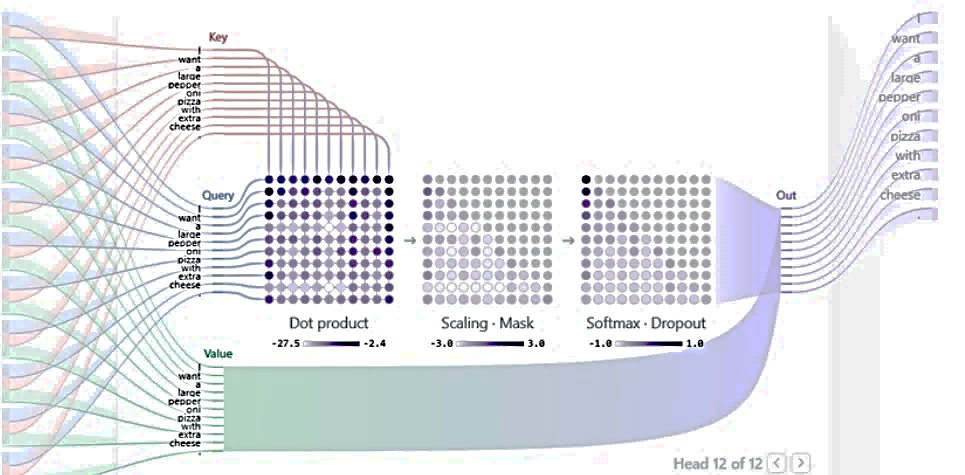 Key
I
want
a
large
pepper
oni
pizza
with
extra
cheese
.
Query
I
want
a
large
pepper
oni
pizza
with
extra
cheese
.
Dot product
-27.5 -2.4
Scaling · Mask
-3.0 3.0
Softmax · Dropout
-1.0 1.0
Value
I
want
a
large
pepper
oni
pizza
with
extra
cheese
.
Out
I
want
a
large
pepper
oni
pizza
with
extra
cheese
.
Head 12 of 12 < >